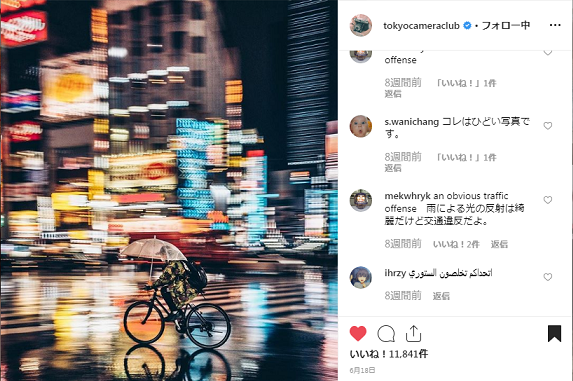 tokyocameraclub • フォロー中
offense
8週間前 「いいね！」1件
返信
s.wanichang コレはひどい写真で
す。
8週間前 「いいね！」1件
返信
mekwhryk an obvious traffic
offense　雨による光の反射は綺
麗だけど交通違反だよ。
8週間前 いいね！2件 返信
ihrzy اتحداكم تخلصون الستوري
8週間前 返信
いいね！11,841件
6月18日